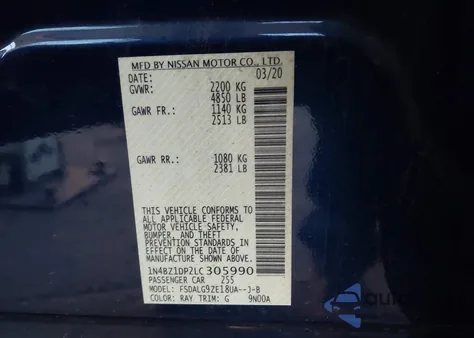 MFD BY NISSAN MOTOR CO., LTD.
DATE: 03/20
GVWR: 2200 KG
4850 LB
GAWR FR.: 1140 KG
2513 LB
GAWR RR.: 1080 KG
2381 LB
THIS VEHICLE CONFORMS TO
ALL APPLICABLE FEDERAL
MOTOR VEHICLE SAFETY,
BUMPER, AND THEFT
PREVENTION STANDARDS IN
EFFECT ON THE DATE OF
MANUFACTURE SHOWN ABOVE.
1N4BZ1DP2LC305990
PASSENGER CAR 255
MODEL: FSDALG9ZE18UA--J-B
COLOR: RAY TRIM: G 9N00A